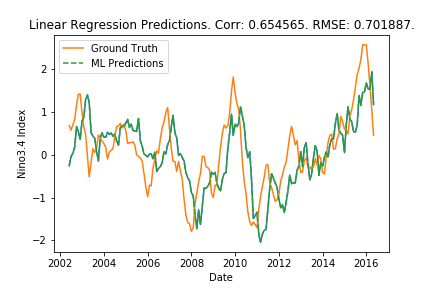 Linear Regression Predictions. Corr: 0.654565. RMSE: 0.701887.
Ground Truth
ML Predictions
Nino3.4 Index
2
1
0
−1
−2
2002 2004 2006 2008 2010 2012 2014 2016
Date